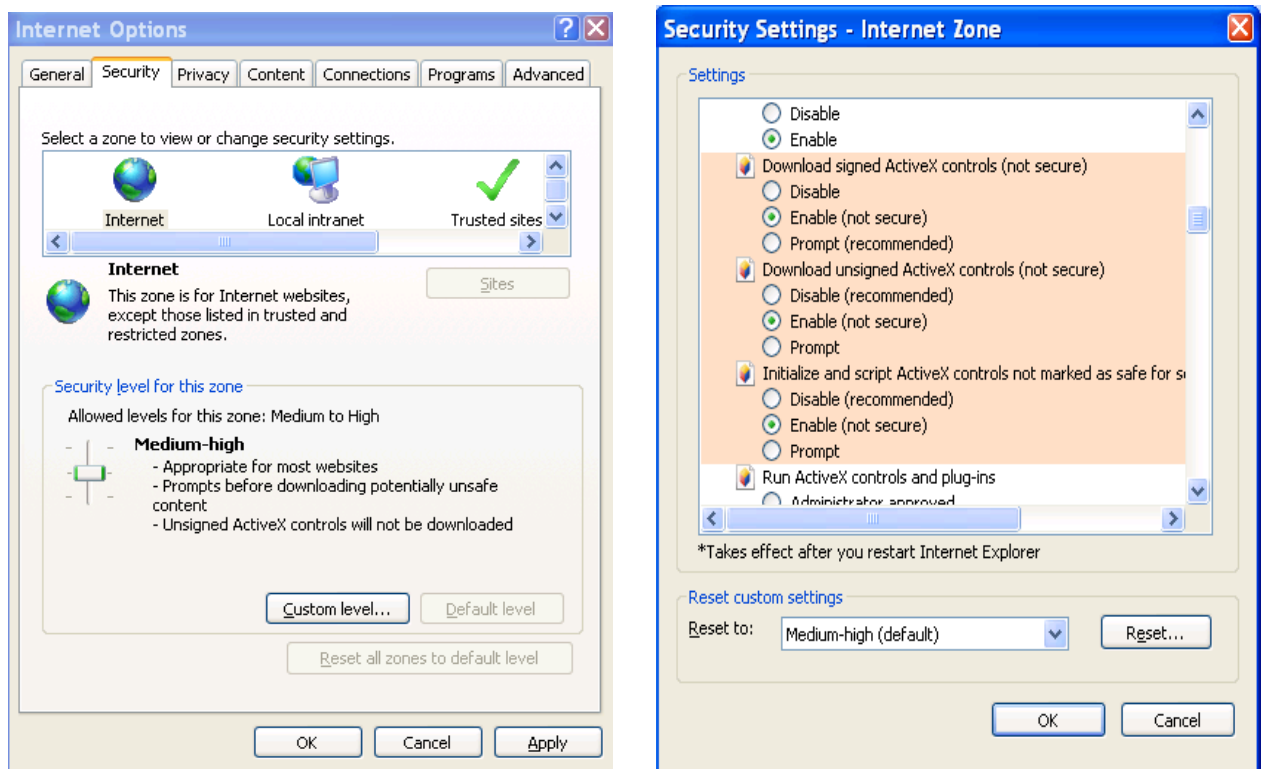 Internet Options
General Security Privacy Content Connections Programs Advanced
Select a zone to view or change security settings.
Internet Local intranet Trusted sites
Internet
Sites
This zone is for Internet websites,
except those listed in trusted and
restricted zones.
Security level for this zone
Allowed levels for this zone: Medium to High
Medium-high
- Appropriate for most websites
- Prompts before downloading potentially unsafe
content
- Unsigned ActiveX controls will not be downloaded
Custom level... Default level
Reset all zones to default level
OK Cancel Apply
Security Settings - Internet Zone
Settings
Disable
Enable
Download signed ActiveX controls (not secure)
Disable
Enable (not secure)
Prompt (recommended)
Download unsigned ActiveX controls (not secure)
Disable (recommended)
Enable (not secure)
Prompt
Initialize and script ActiveX controls not marked as safe for
Disable (recommended)
Enable (not secure)
Prompt
Run ActiveX controls and plug-ins
Administrator approved
*Takes effect after you restart Internet Explorer
Reset custom settings
Reset to: Medium-high (default) Reset...
OK Cancel